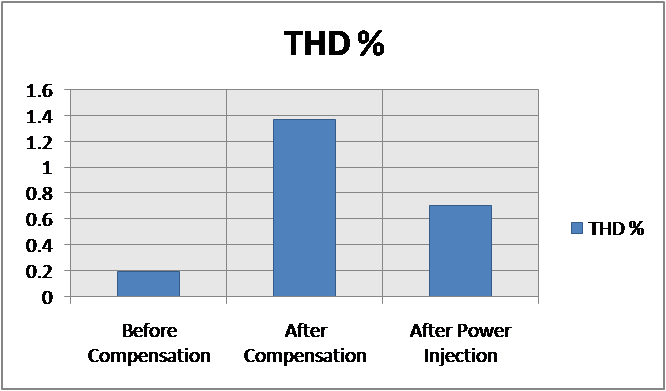 THD %
1.6
1.4
1.2
1
0.8
0.6
0.4
0.2
0
THD %
Before
Compensation
After
Compensation
After Power
Injection